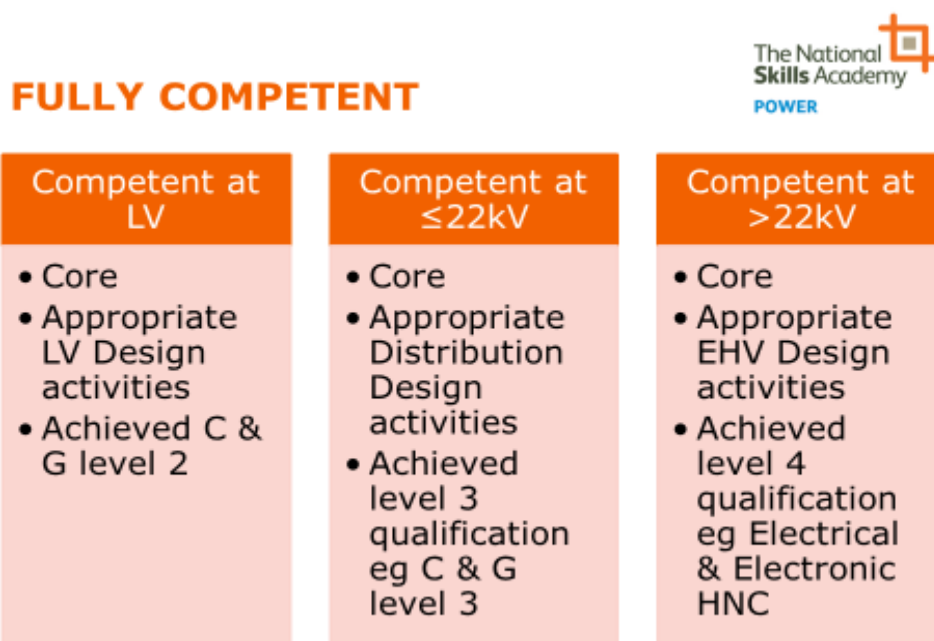 The National
Skills Academy
POWER
FULLY COMPETENT
Competent at
LV
• Core
• Appropriate
LV Design
activities
• Achieved C &
G level 2
Competent at
≤22kV
• Core
• Appropriate
Distribution
Design
activities
• Achieved
level 3
qualification
eg C & G
level 3
Competent at
>22kV
• Core
• Appropriate
EHV Design
activities
• Achieved
level 4
qualification
eg Electrical
& Electronic
HNC